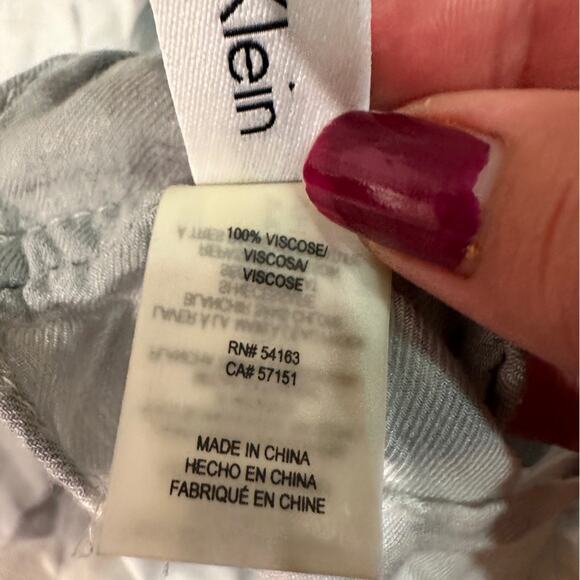 Klein
100% VISCOSE/
VISCOSA/
VISCOSE
RN# 54163
CA# 57151
MADE IN CHINA
HECHO EN CHINA
FABRIQUÉ EN CHINE